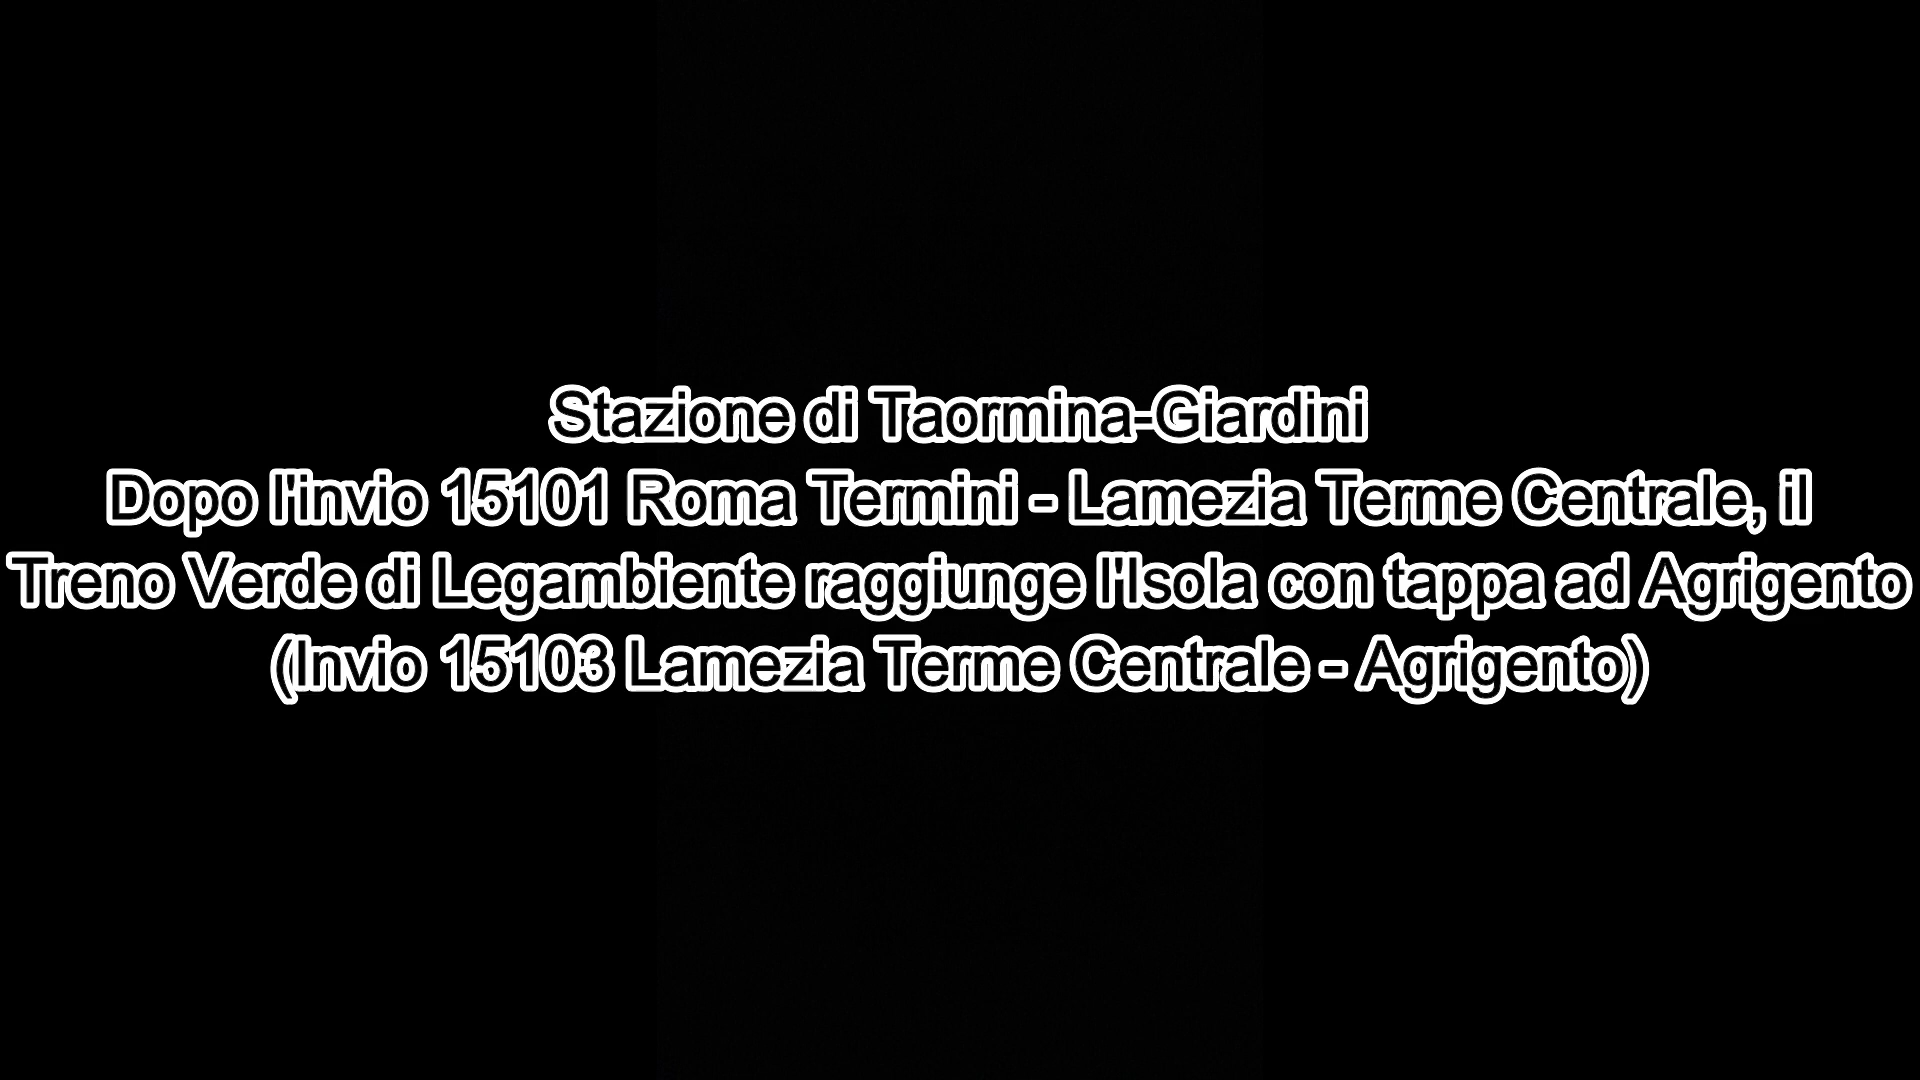 Stazione di Taormina-Giardini
Dopo l'invio 15101 Roma Termini - Lamezia Terme Centrale, il
Treno Verde di Legambiente raggiunge l'Isola con tappa ad Agrigento
(Invio 15103 Lamezia Terme Centrale - Agrigento)